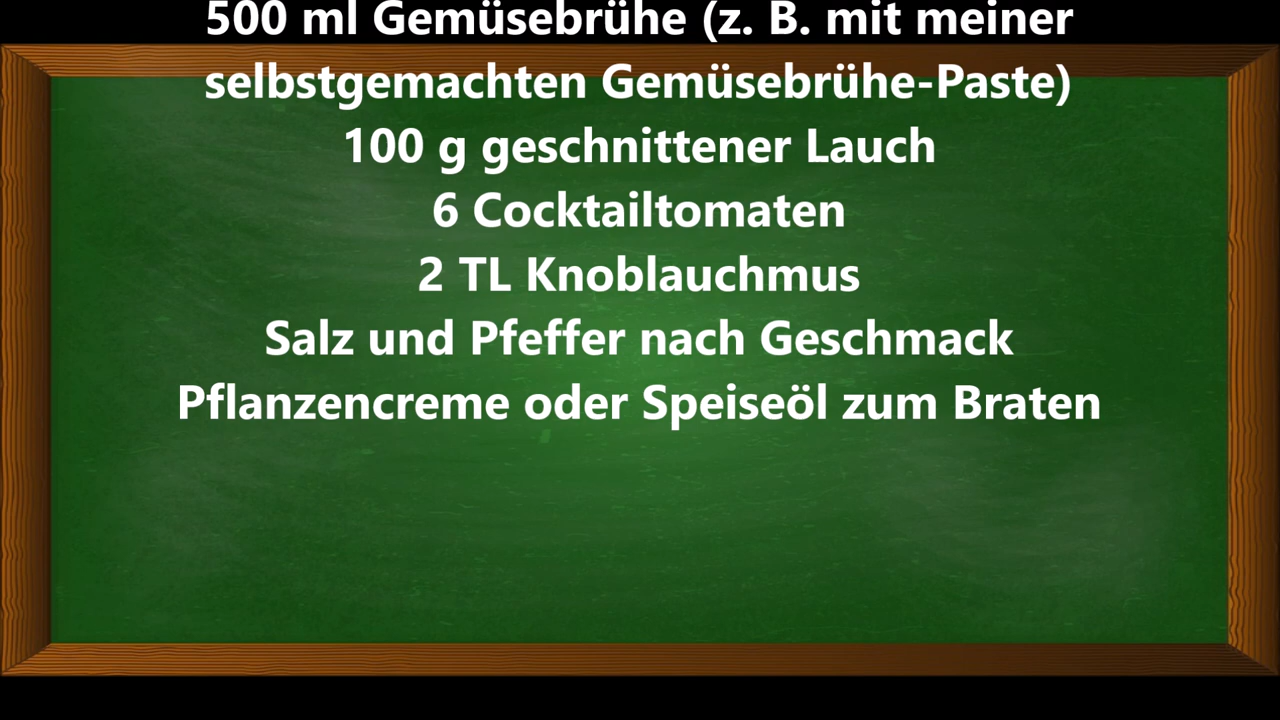 500 ml Gemüsebrühe (z. B. mit meiner
selbstgemachten Gemüsebrühe-Paste)
100 g geschnittener Lauch
6 Cocktailtomaten
2 TL Knoblauchmus
Salz und Pfeffer nach Geschmack
Pflanzencreme oder Speiseöl zum Braten